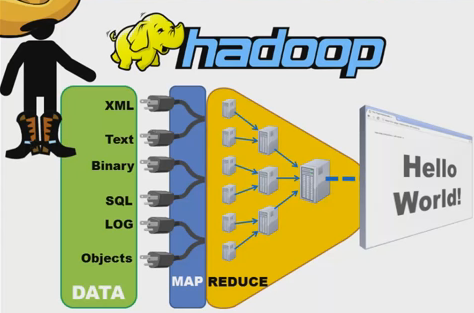 hadoop
XML
Text
Binary
SQL
LOG
Objects
DATA
MAP REDUCE
Hello
World!